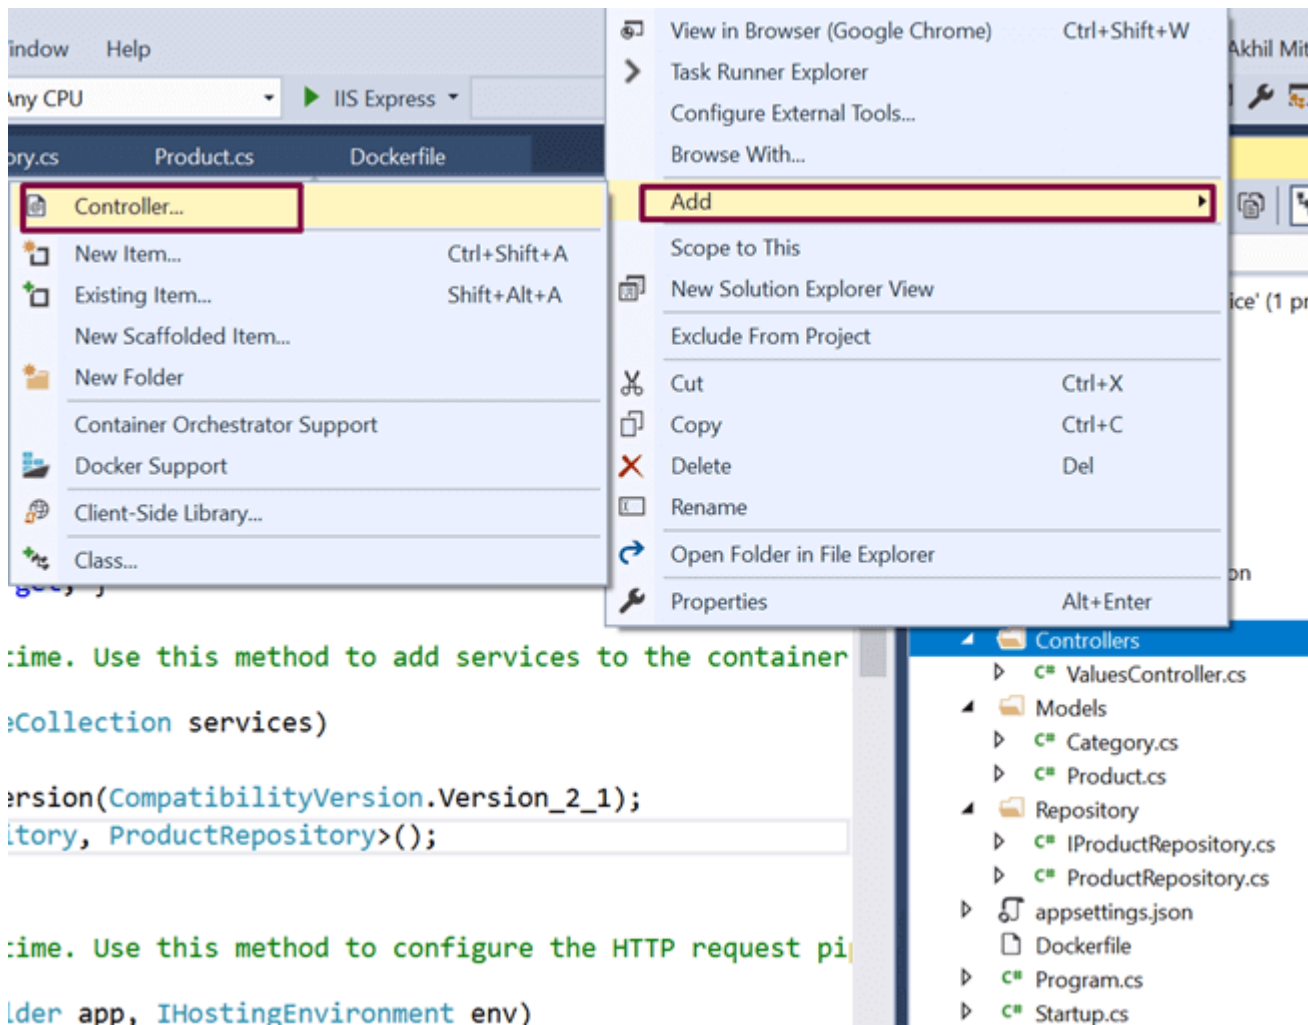 indow Help
Any CPU IIS Express
ory.cs Product.cs Dockerfile
Controller...
New Item... Ctrl+Shift+A
Existing Item... Shift+Alt+A
New Scaffolded Item...
New Folder
Container Orchestrator Support
Docker Support
Client-Side Library...
Class...
View in Browser (Google Chrome) Ctrl+Shift+W
Task Runner Explorer
Configure External Tools...
Browse With...
Add
Scope to This
New Solution Explorer View
Exclude From Project
Cut Ctrl+X
Copy Ctrl+C
Delete Del
Rename
Open Folder in File Explorer
Properties Alt+Enter
Akhil Mit
ice' (1 pr
on
get; }
time. Use this method to add services to the container
eCollection services)
ersion(CompatibilityVersion.Version_2_1);
itory, ProductRepository>();
time. Use this method to configure the HTTP request pi
lder app, IHostingEnvironment env)
Controllers
C# ValuesController.cs
Models
C# Category.cs
C# Product.cs
Repository
C# IProductRepository.cs
C# ProductRepository.cs
appsettings.json
Dockerfile
C# Program.cs
C# Startup.cs